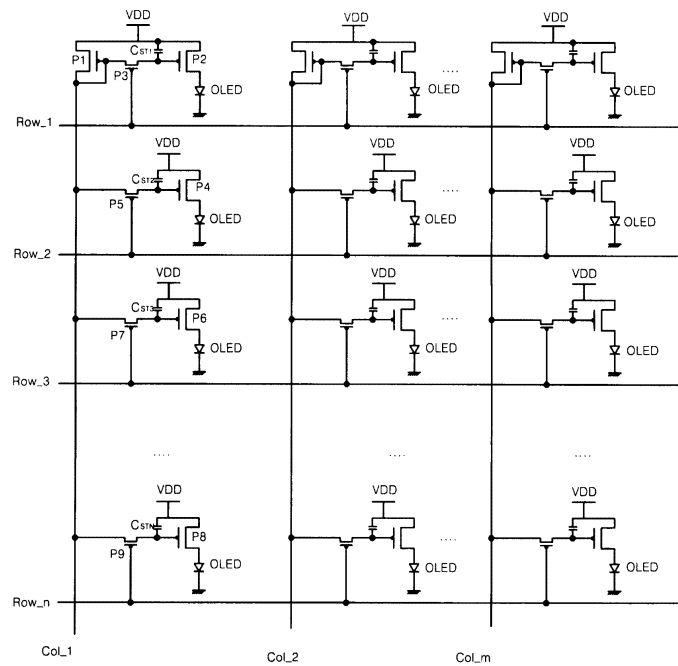 VDD VDD VDD
P1 CST1 P2
P3
OLED OLED OLED
....
Row_1
VDD VDD VDD
CST2 P4
P5
OLED OLED OLED
....
Row_2
VDD VDD VDD
CST3 P6
P7
OLED OLED OLED
....
Row_3
.... .... ....
VDD VDD VDD
CSTN P8
P9
OLED OLED OLED
....
Row_n
Col_1 Col_2 Col_m